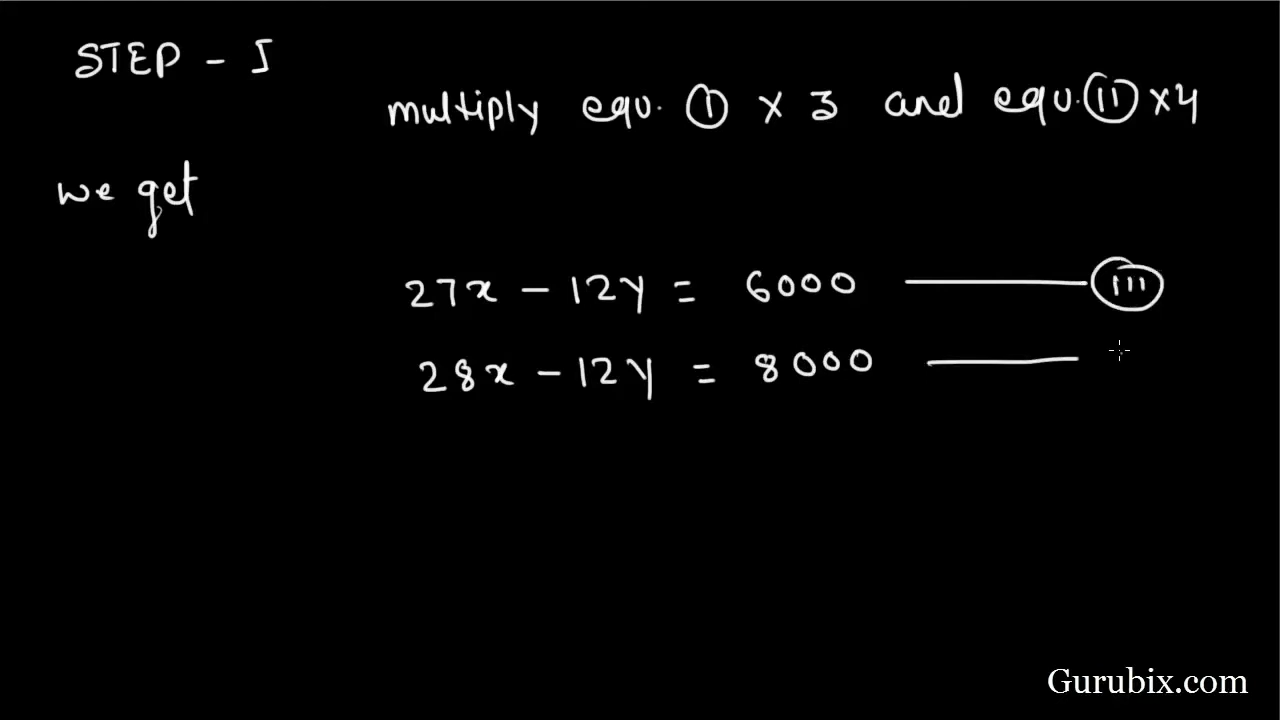 STEP - I
multiply equ. ① × 3 and equ. ⑪ × 4
we get
27x - 12y = 6000 ——— (III)
28x - 12y = 8000 ———
Gurubix.com